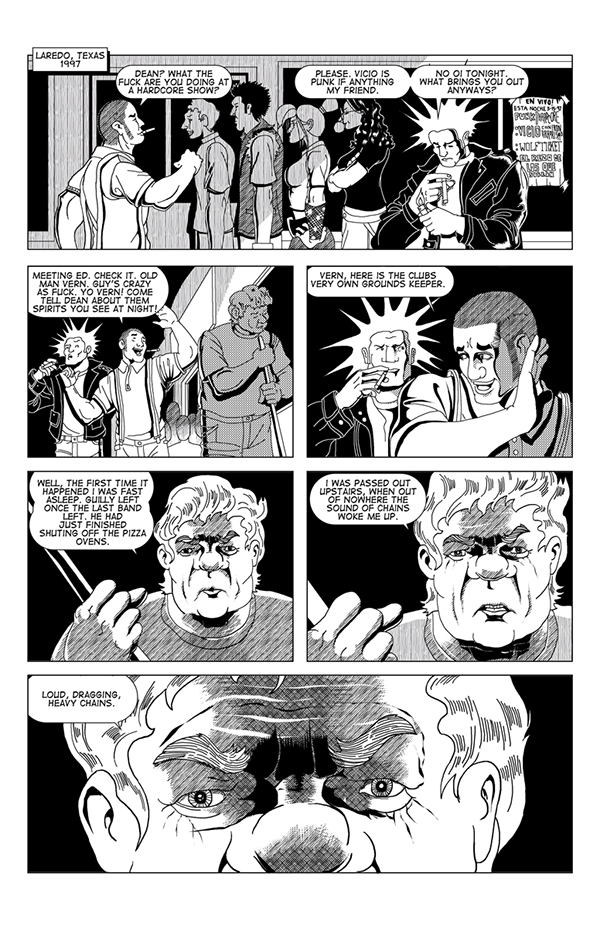 LAREDO, TEXAS
1997
DEAN? WHAT THE
FUCK ARE YOU DOING AT
A HARDCORE SHOW?
PLEASE. VICIO IS
PUNK IF ANYTHING
MY FRIEND.
NO OI TONIGHT.
WHAT BRINGS YOU OUT
ANYWAYS?
EN VIVO!
ESTA NOCHE
PUNK
VICIO
WOLFTICKET
EL
LOS QUE
MEETING ED. CHECK IT. OLD
MAN VERN. GUY'S CRAZY
AS FUCK. YO VERN! COME
TELL DEAN ABOUT THEM
SPIRITS YOU SEE AT NIGHT!
VERN, HERE IS THE CLUBS
VERY OWN GROUNDS KEEPER.
WELL, THE FIRST TIME IT
HAPPENED I WAS FAST
ASLEEP. GUILLY LEFT
ONCE THE LAST BAND
LEFT. HE HAD
JUST FINISHED
SHUTING OFF THE PIZZA
OVENS.
I WAS PASSED OUT
UPSTAIRS, WHEN OUT
OF NOWHERE THE
SOUND OF CHAINS
WOKE ME UP.
LOUD, DRAGGING,
HEAVY CHAINS.